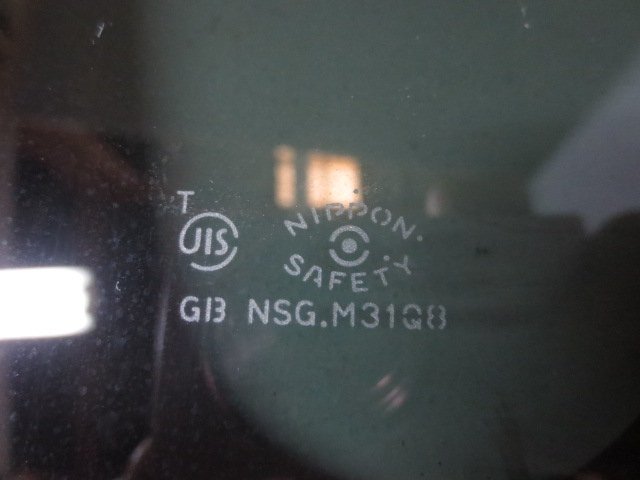 T
JIS
NIPPON.
SAFETY
GB NSG.M31Q8